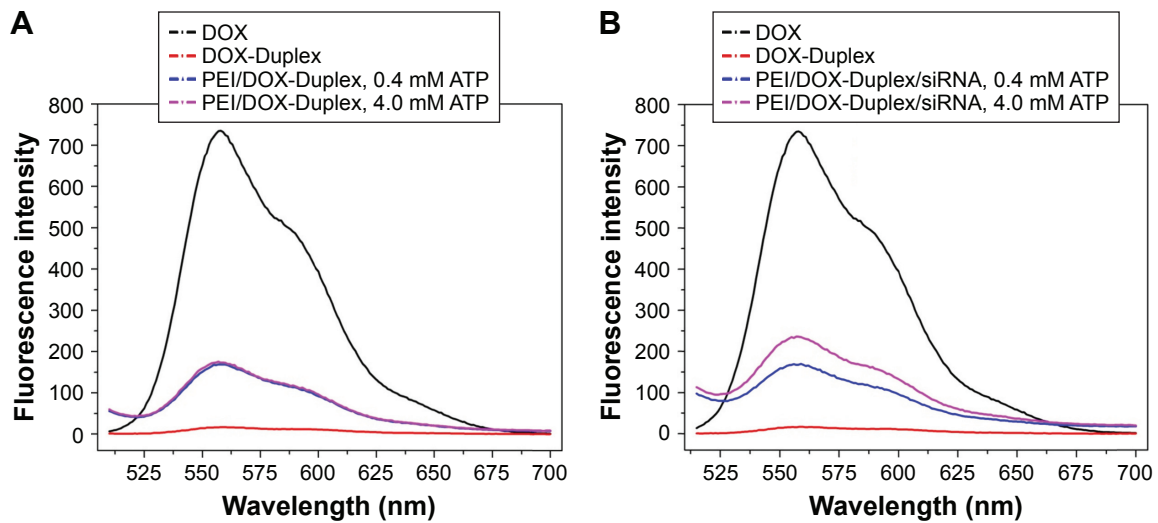 A
DOX
DOX-Duplex
PEI/DOX-Duplex, 0.4 mM ATP
PEI/DOX-Duplex, 4.0 mM ATP
Fluorescence intensity
800
700
600
500
400
300
200
100
0
525 550 575 600 625 650 675 700
Wavelength (nm)
B
DOX
DOX-Duplex
PEI/DOX-Duplex/siRNA, 0.4 mM ATP
PEI/DOX-Duplex/siRNA, 4.0 mM ATP
Fluorescence intensity
800
700
600
500
400
300
200
100
0
525 550 575 600 625 650 675 700
Wavelength (nm)